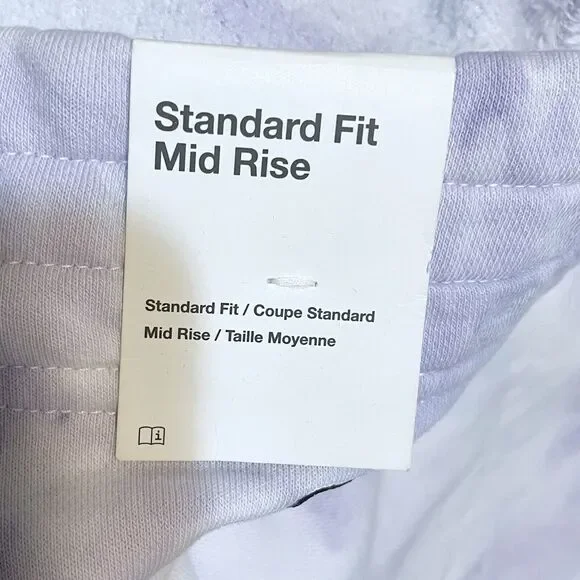 Standard Fit
Mid Rise
Standard Fit / Coupe Standard
Mid Rise / Taille Moyenne
i